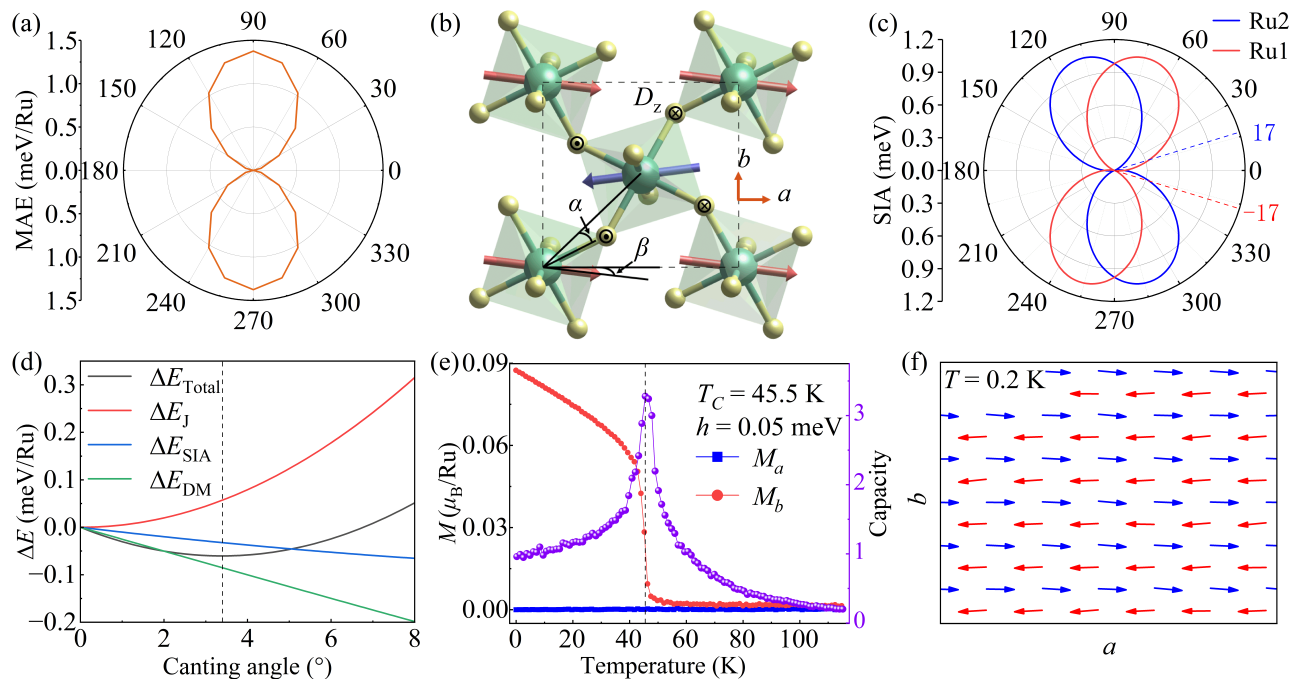 (a)
MAE (meV/Ru)
1.5
1.0
0.5
0.0
0.5
1.0
1.5
90
60
30
0
330
300
270
240
210
180
150
120
(b)
D_z
b
a
α
β
(c)
Ru2
Ru1
SIA (meV)
1.2
0.9
0.6
0.3
0.0
0.3
0.6
0.9
1.2
90
60
30
17
0
−17
330
300
270
240
210
180
150
120
(d)
ΔE_Total
ΔE_J
ΔE_SIA
ΔE_DM
ΔE (meV/Ru)
0.3
0.2
0.1
0.0
−0.1
−0.2
0 2 4 6 8
Canting angle (°)
(e)
T_C = 45.5 K
h = 0.05 meV
M_a
M_b
M (μ_B/Ru)
0.09
0.06
0.03
0.00
Capacity
3
2
1
0
0 20 40 60 80 100
Temperature (K)
(f)
T = 0.2 K
b
a